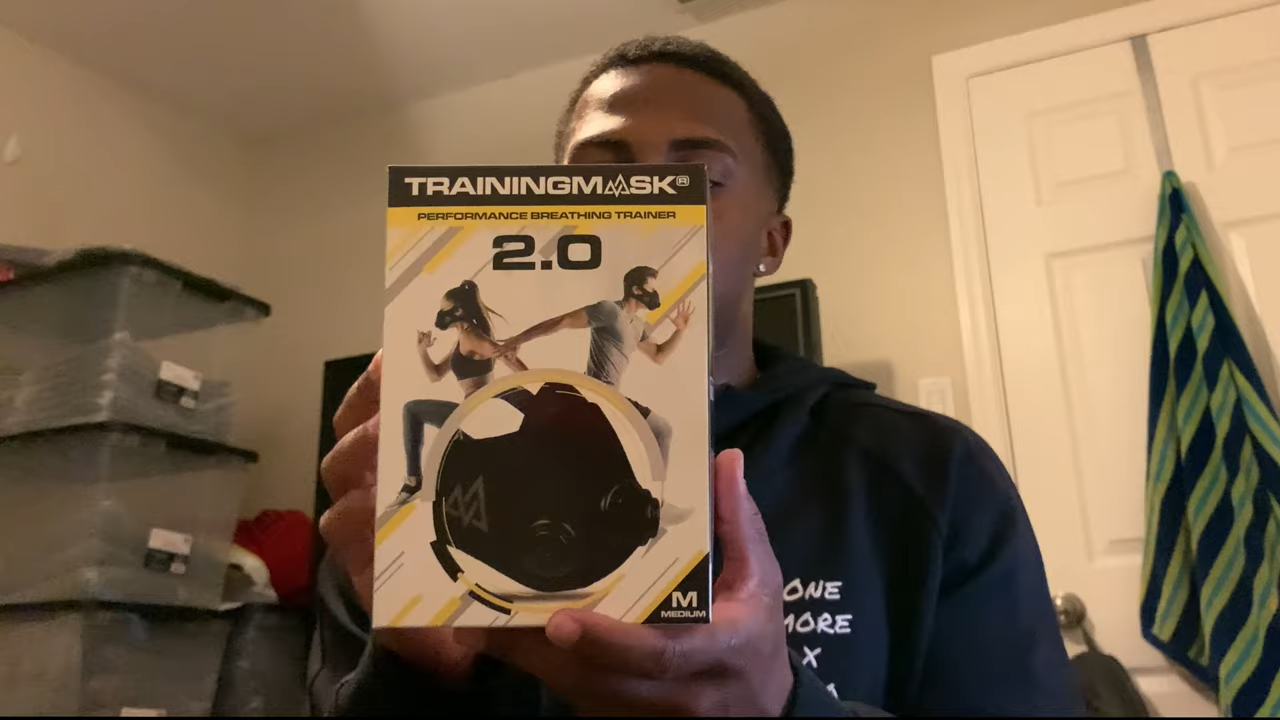 TRAININGMASK®
PERFORMANCE BREATHING TRAINER
2.0
M
MEDIUM
ONE
MORE
X